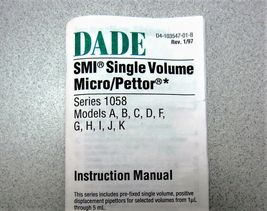 DADE
04-103547-01-B
Rev. 1/97
SMI® Single Volume
Micro/Pettor®*
Series 1058
Models A, B, C, D, F,
G, H, I, J, K
Instruction Manual
This series includes pre-fixed single volume, positive
displacement pipettors for selected volumes from 1µL
through 5 mL.